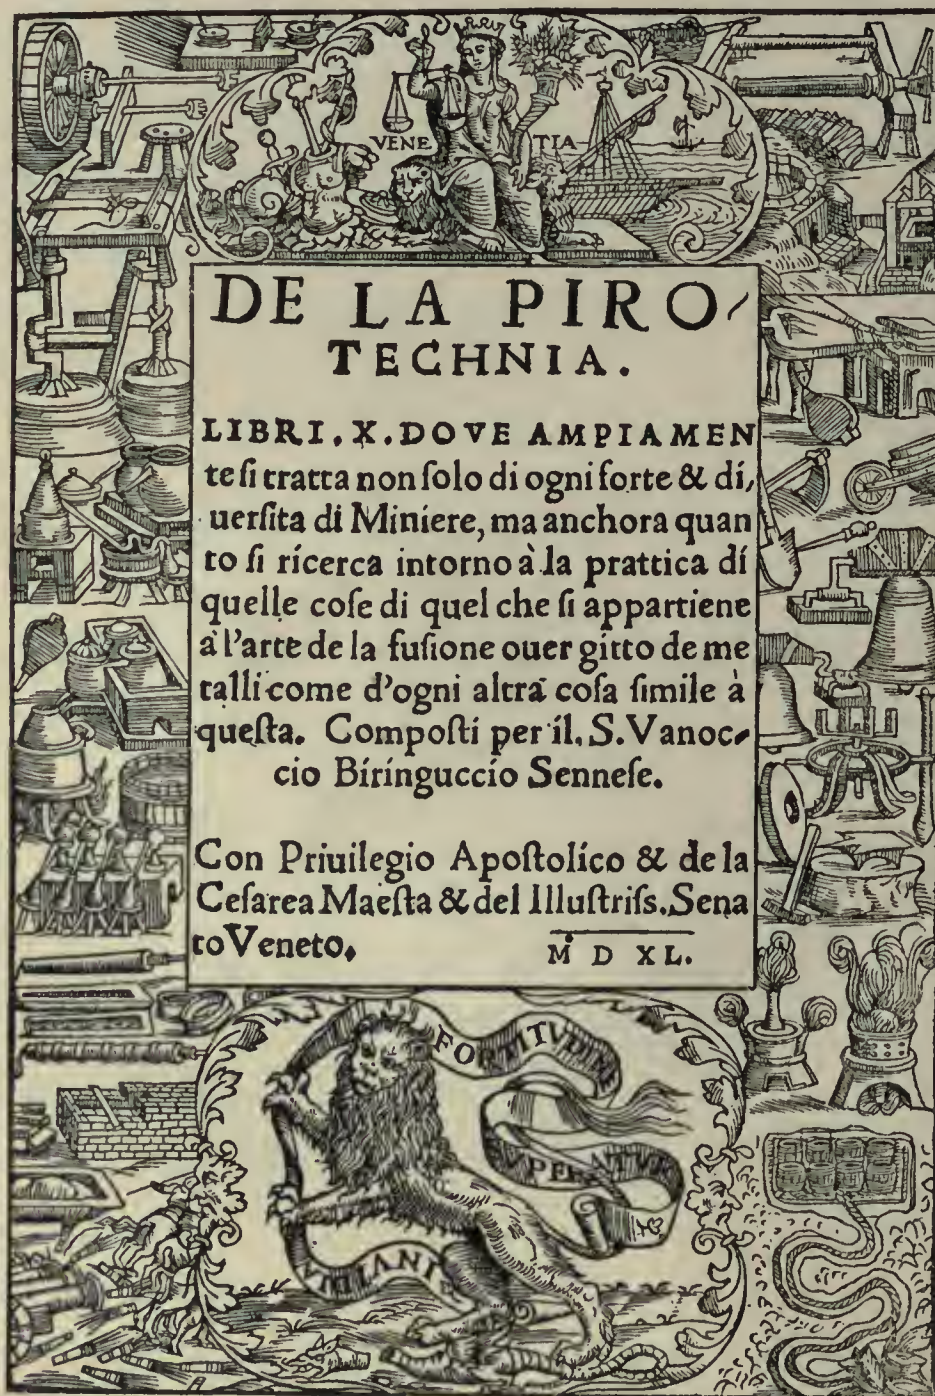 VENE TIA
DE LA PIRO⸗
TECHNIA.
LIBRI.X.DOVE AMPIAMEN
te ſi tratta non ſolo di ogni ſorte & di,
uerſita di Miniere, ma anchora quan
to ſi ricerca intorno à la prattica di
quelle coſe di quel che ſi appartiene
a l'arte de la fuſione ouer gitto de me
talli come d'ogni altra coſa ſimile à
queſta. Compoſti per il. S. Vanoc⸗
cio Biringuccio Senneſe.
Con Priuilegio Apoſtolico & de la
Ceſarea Maeſta & del Illuſtriſs. Sena
to Veneto.
M D XL.
FORTITVDINE